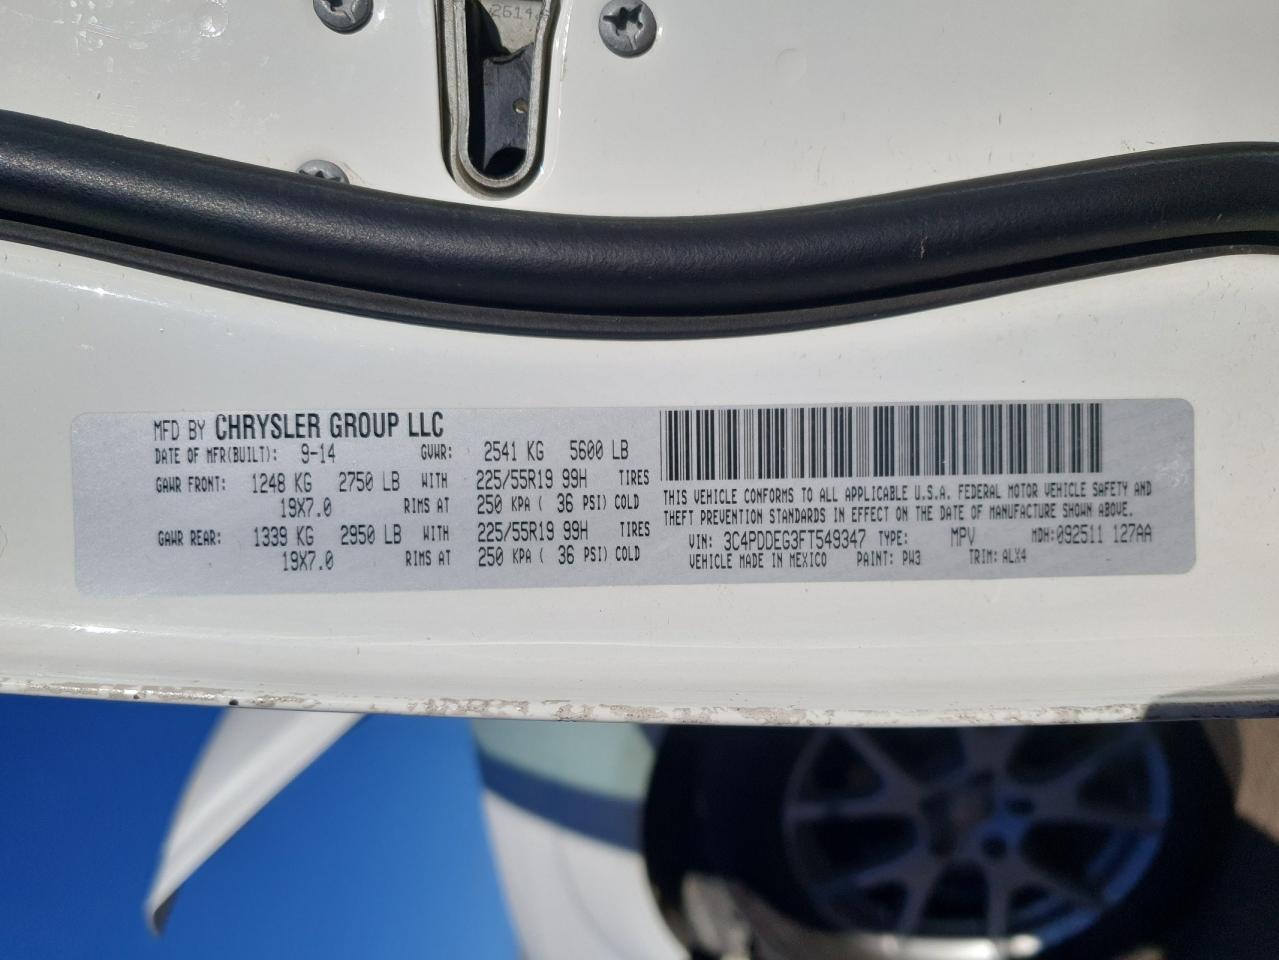 2614
MFD BY CHRYSLER GROUP LLC
DATE OF MFR(BUILT): 9-14 GVWR: 2541 KG 5600 LB
GAWR FRONT: 1248 KG 2750 LB WITH 225/55R19 99H TIRES
19X7.0 RIMS AT 250 KPA ( 36 PSI) COLD
GAWR REAR: 1339 KG 2950 LB WITH 225/55R19 99H TIRES
19X7.0 RIMS AT 250 KPA ( 36 PSI) COLD
THIS VEHICLE CONFORMS TO ALL APPLICABLE U.S.A. FEDERAL MOTOR VEHICLE SAFETY AND
THEFT PREVENTION STANDARDS IN EFFECT ON THE DATE OF MANUFACTURE SHOWN ABOVE.
VIN: 3C4PDDEG3FT549347 TYPE: MPV MDH:092511 127AA
VEHICLE MADE IN MEXICO PAINT: PW3 TRIM: ALX4